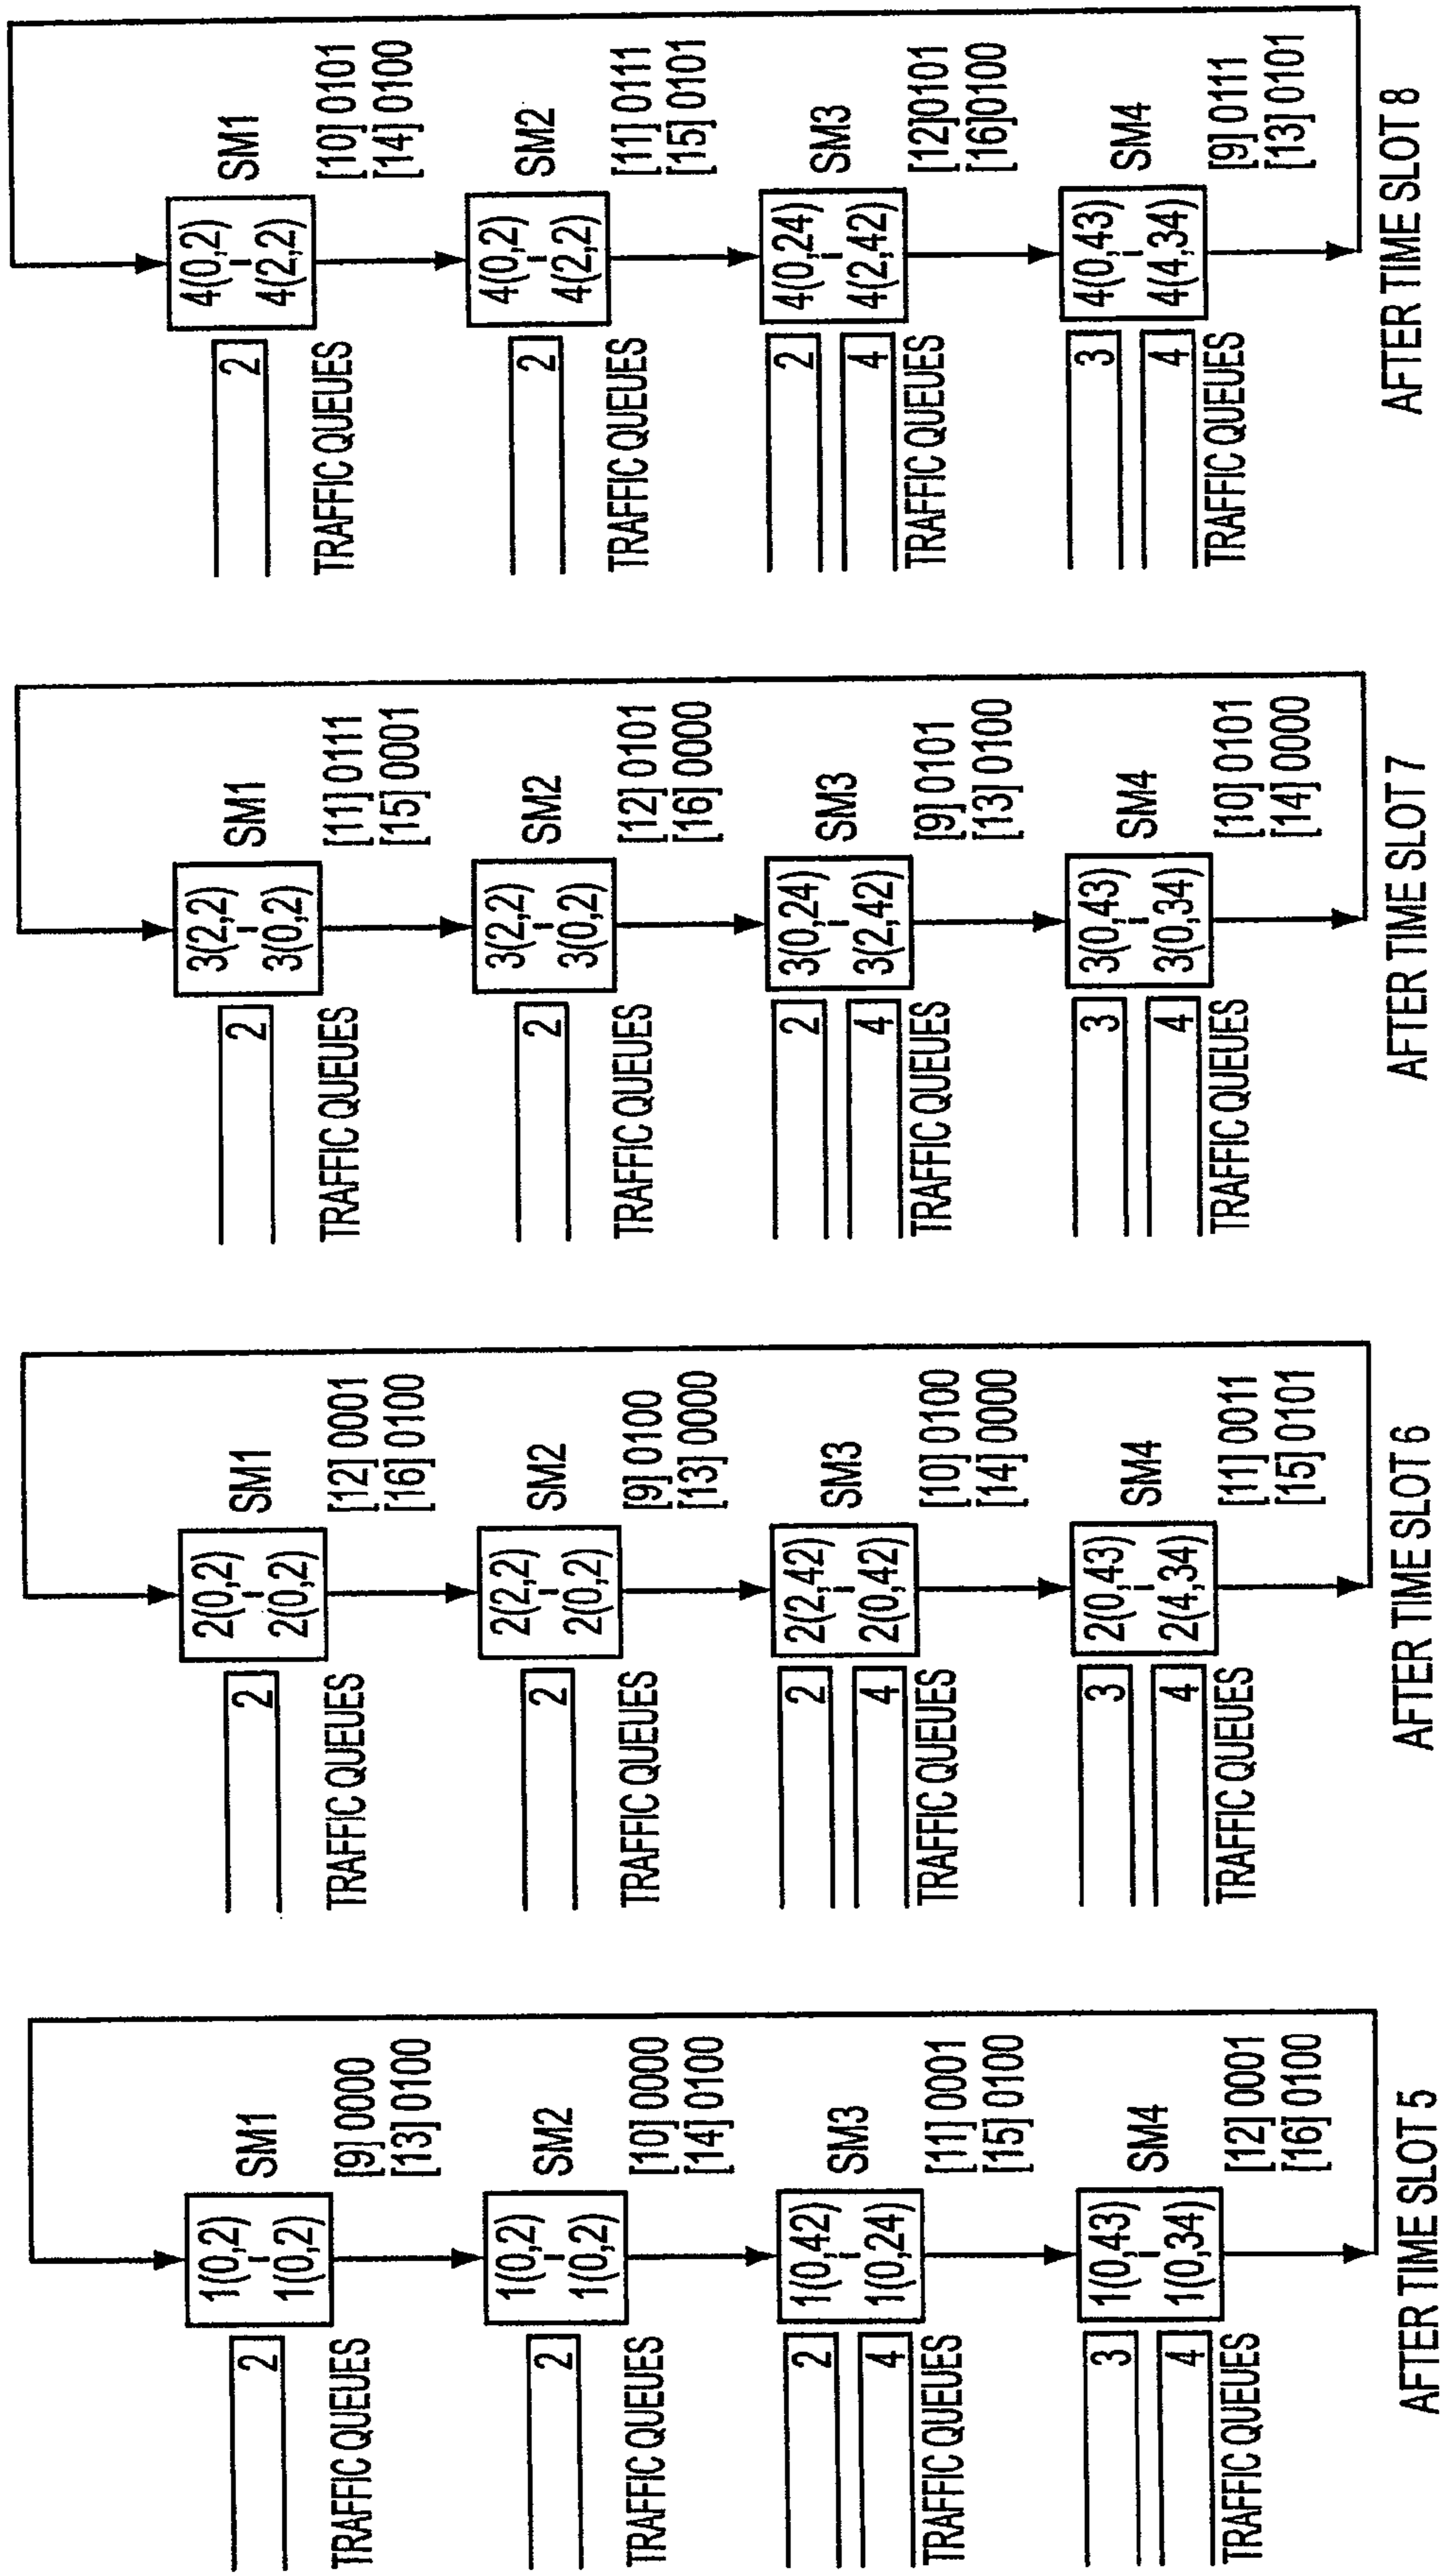 SM1
1(0,2)
1(0,2)
[9] 0000
[13] 0100
2
TRAFFIC QUEUES
SM2
1(0,2)
1(0,2)
[10] 0000
[14] 0100
2
TRAFFIC QUEUES
SM3
1(0,42)
1(0,24)
[11] 0001
[15] 0100
2
4
TRAFFIC QUEUES
SM4
1(0,43)
1(0,34)
[12] 0001
[16] 0100
3
4
TRAFFIC QUEUES
AFTER TIME SLOT 5
SM1
2(0,2)
2(0,2)
[12] 0001
[16] 0100
2
TRAFFIC QUEUES
SM2
2(2,2)
2(0,2)
[9] 0100
[13] 0000
2
TRAFFIC QUEUES
SM3
2(2,42)
2(0,42)
[10] 0100
[14] 0000
2
4
TRAFFIC QUEUES
SM4
2(0,43)
2(4,34)
[11] 0011
[15] 0101
3
4
TRAFFIC QUEUES
AFTER TIME SLOT 6
SM1
3(2,2)
3(0,2)
[11] 0111
[15] 0001
2
TRAFFIC QUEUES
SM2
3(2,2)
3(0,2)
[12] 0101
[16] 0000
2
TRAFFIC QUEUES
SM3
3(0,24)
3(2,42)
[9] 0101
[13] 0100
2
4
TRAFFIC QUEUES
SM4
3(0,43)
3(0,34)
[10] 0101
[14] 0000
3
4
TRAFFIC QUEUES
AFTER TIME SLOT 7
SM1
4(0,2)
4(2,2)
[10] 0101
[14] 0100
2
TRAFFIC QUEUES
SM2
4(0,2)
4(2,2)
[11] 0111
[15] 0101
2
TRAFFIC QUEUES
SM3
4(0,24)
4(2,42)
[12]0101
[16]0100
2
4
TRAFFIC QUEUES
SM4
4(0,43)
4(4,34)
[9] 0111
[13] 0101
3
4
TRAFFIC QUEUES
AFTER TIME SLOT 8